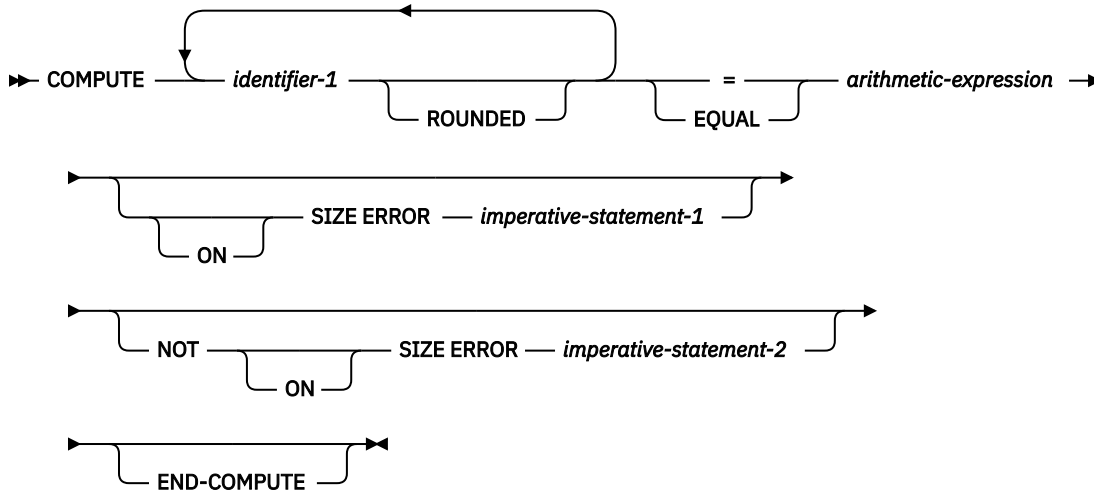 COMPUTE identifier-1 = arithmetic-expression
ROUNDED EQUAL
SIZE ERROR imperative-statement-1
ON
NOT SIZE ERROR imperative-statement-2
ON
END-COMPUTE